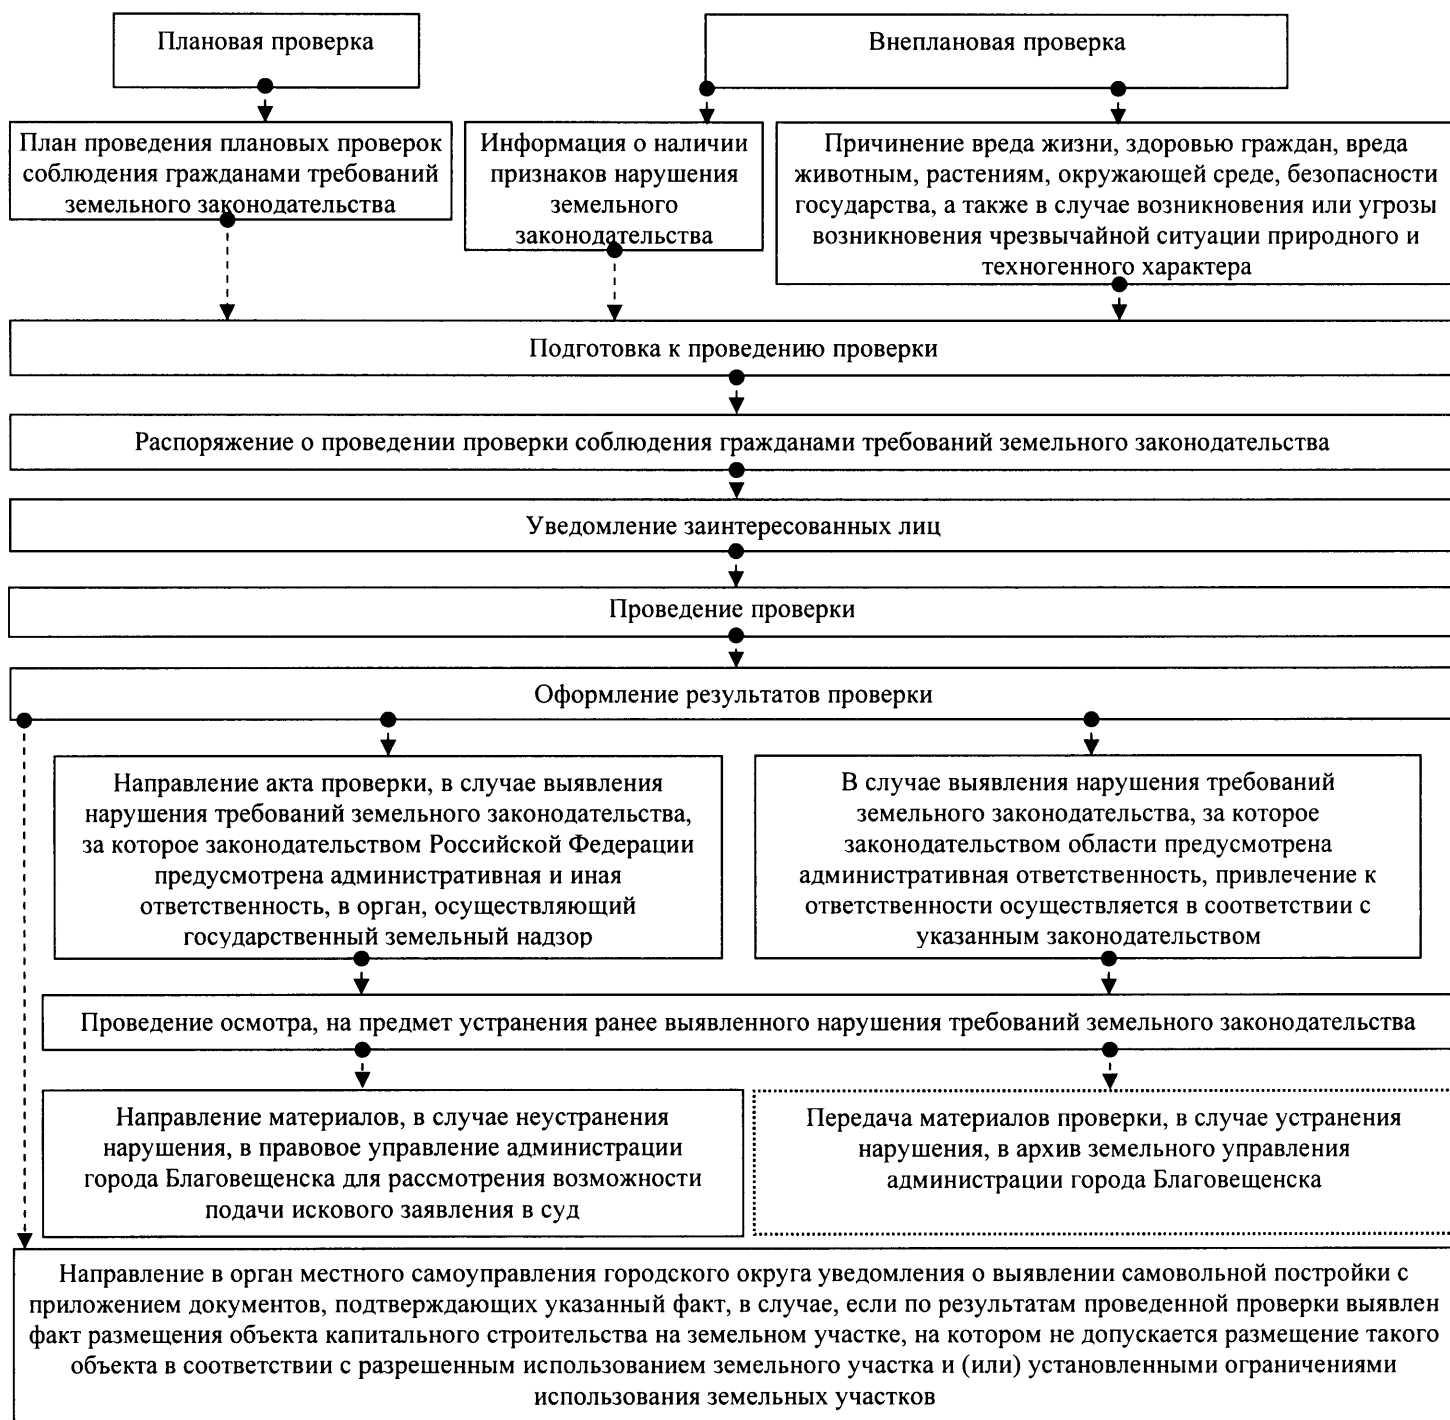 Плановая проверка
Внеплановая проверка
План проведения плановых проверок
соблюдения гражданами требований
земельного законодательства
Информация о наличии
признаков нарушения
земельного
законодательства
Причинение вреда жизни, здоровью граждан, вреда
животным, растениям, окружающей среде, безопасности
государства, а также в случае возникновения или угрозы
возникновения чрезвычайной ситуации природного и
техногенного характера
Подготовка к проведению проверки
Распоряжение о проведении проверки соблюдения гражданами требований земельного законодательства
Уведомление заинтересованных лиц
Проведение проверки
Оформление результатов проверки
Направление акта проверки, в случае выявления
нарушения требований земельного законодательства,
за которое законодательством Российской Федерации
предусмотрена административная и иная
ответственность, в орган, осуществляющий
государственный земельный надзор
В случае выявления нарушения требований
земельного законодательства, за которое
законодательством области предусмотрена
административная ответственность, привлечение к
ответственности осуществляется в соответствии с
указанным законодательством
Проведение осмотра, на предмет устранения ранее выявленного нарушения требований земельного законодательства
Направление материалов, в случае неустранения
нарушения, в правовое управление администрации
города Благовещенска для рассмотрения возможности
подачи искового заявления в суд
Передача материалов проверки, в случае устранения
нарушения, в архив земельного управления
администрации города Благовещенска
Направление в орган местного самоуправления городского округа уведомления о выявлении самовольной постройки с
приложением документов, подтверждающих указанный факт, в случае, если по результатам проведенной проверки выявлен
факт размещения объекта капитального строительства на земельном участке, на котором не допускается размещение такого
объекта в соответствии с разрешенным использованием земельного участка и (или) установленными ограничениями
использования земельных участков